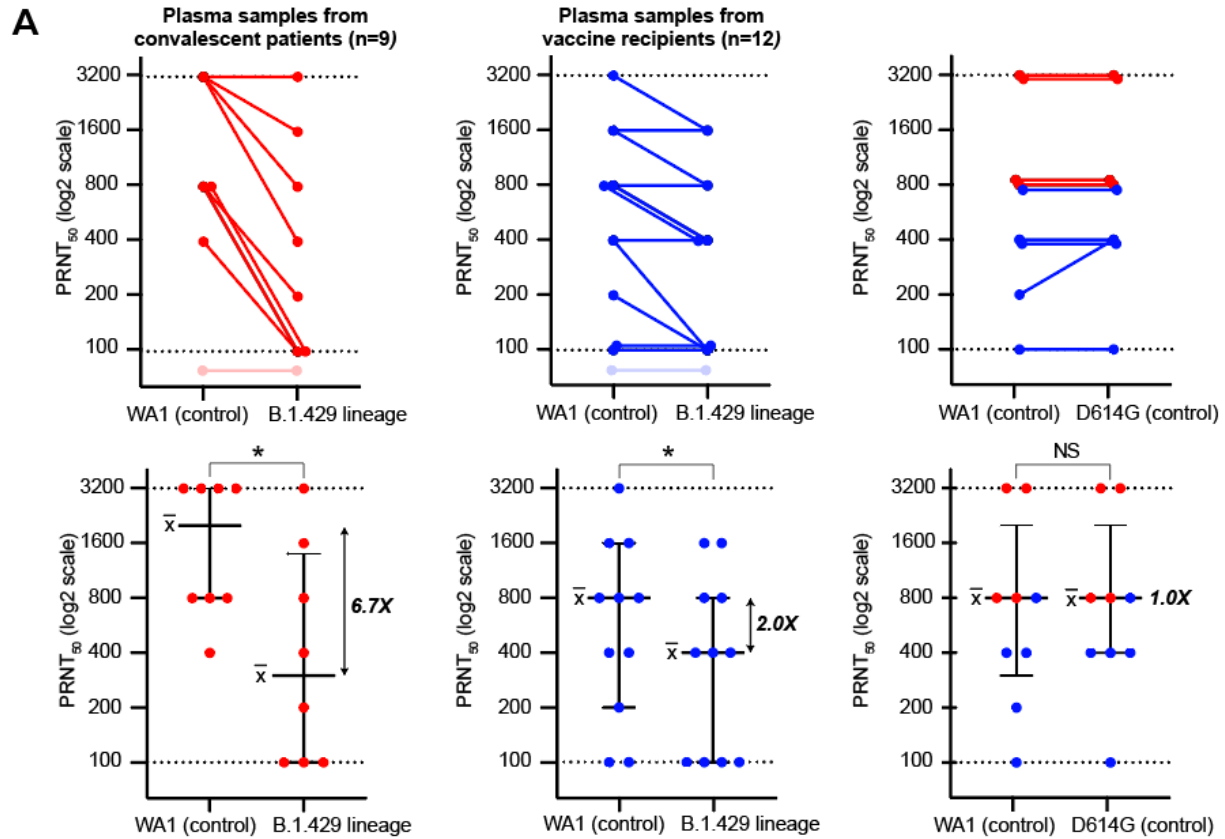 A
Plasma samples from
convalescent patients (n=9)
Plasma samples from
vaccine recipients (n=12)
PRNT50 (log2 scale)
3200
1600
800
400
200
100
WA1 (control) B.1.429 lineage
PRNT50 (log2 scale)
3200
1600
800
400
200
100
WA1 (control) B.1.429 lineage
PRNT50 (log2 scale)
3200
1600
800
400
200
100
WA1 (control) D614G (control)
PRNT50 (log2 scale)
3200
1600
800
400
200
100
*
x̅
x̅
6.7X
WA1 (control) B.1.429 lineage
PRNT50 (log2 scale)
3200
1600
800
400
200
100
*
x̅
x̅
2.0X
WA1 (control) B.1.429 lineage
PRNT50 (log2 scale)
3200
1600
800
400
200
100
NS
x̅
x̅
1.0X
WA1 (control) D614G (control)